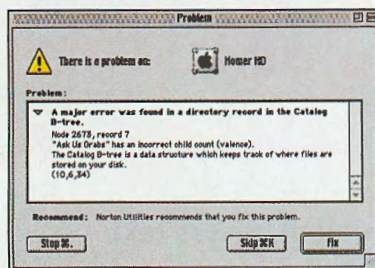 Problem
There is a problem on:
Homer HD
Problem:
A major error was found in a directory record in the Catalog
B-tree.
Node 2673, record 7
"Ask Us Grabs" has an incorrect child count (valence).
The Catalog B-tree is a data structure which keeps track of where files are
stored on your disk.
(10,6,34)
Recommend: Norton Utilities recommends that you fix this problem.
Stop ⌘.
Skip ⌘K
Fix